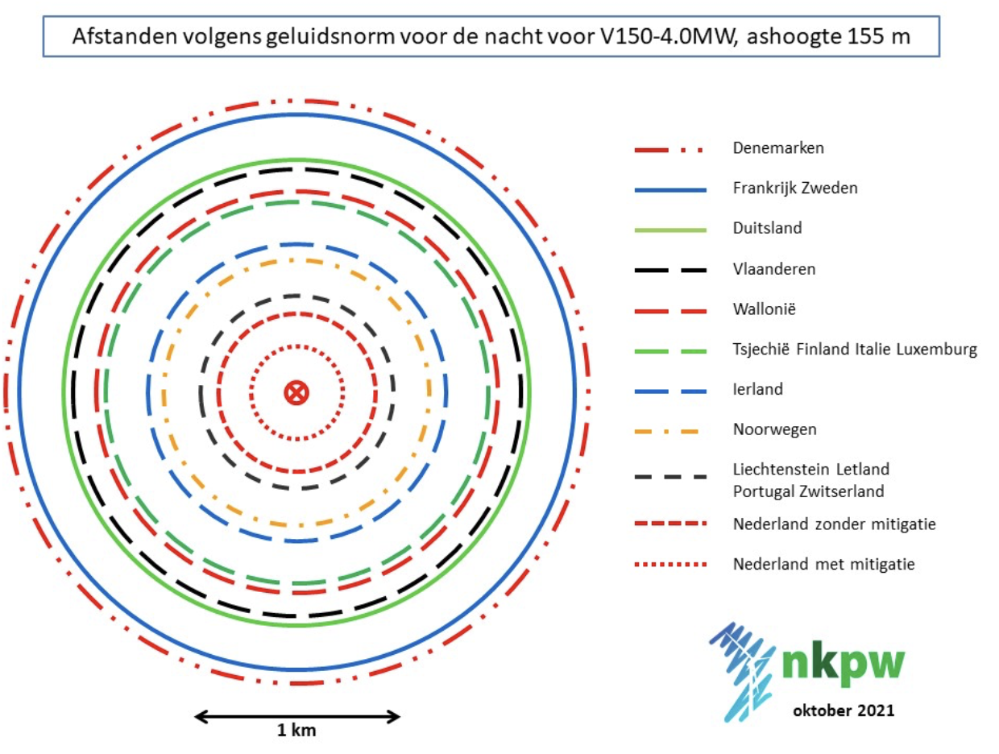 Afstanden volgens geluidsnorm voor de nacht voor V150-4.0MW, ashoogte 155 m
Denemarken
Frankrijk Zweden
Duitsland
Vlaanderen
Wallonië
Tsjechië Finland Italie Luxemburg
Ierland
Noorwegen
Liechtenstein Letland
Portugal Zwitserland
Nederland zonder mitigatie
Nederland met mitigatie
nkpw
oktober 2021
1 km